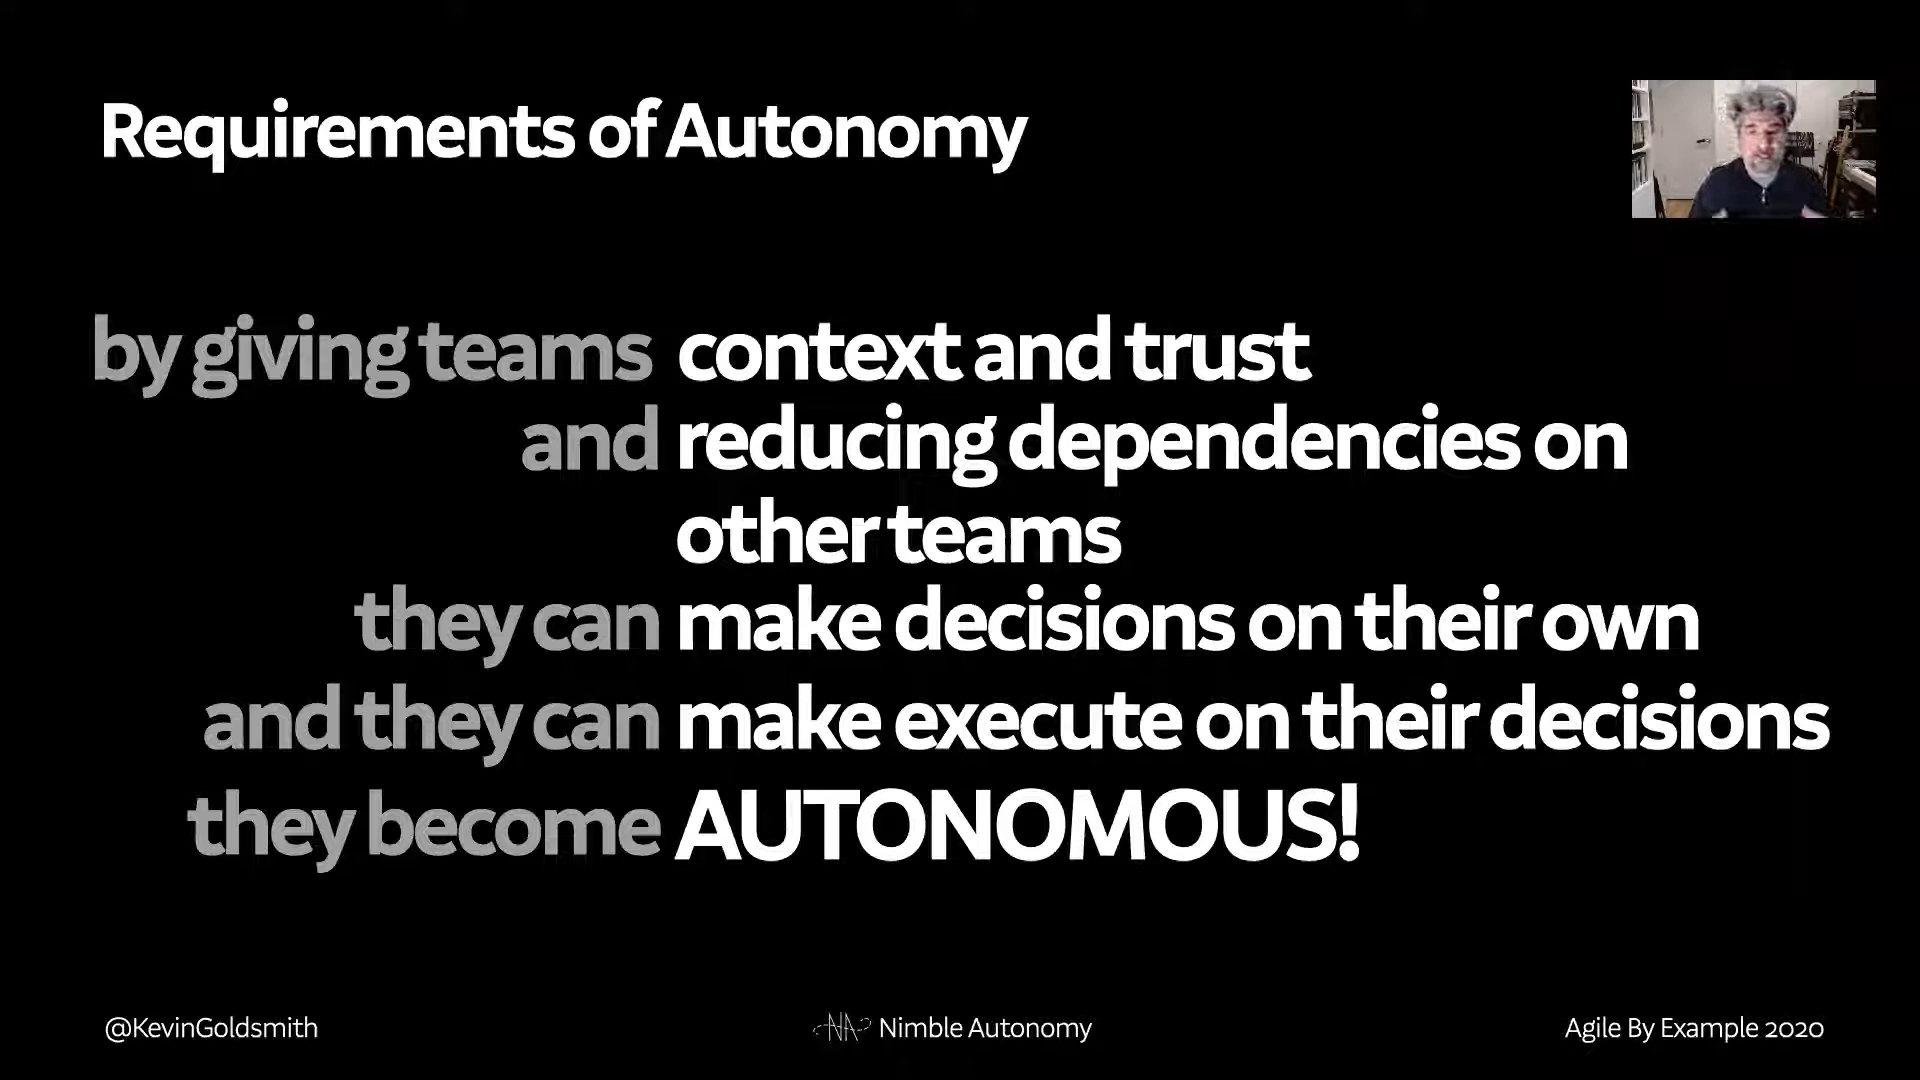 Requirements of Autonomy
by giving teams context and trust
and reducing dependencies on
other teams
they can make decisions on their own
and they can make execute on their decisions
they become AUTONOMOUS!
@KevinGoldsmith
NA Nimble Autonomy
Agile By Example 2020